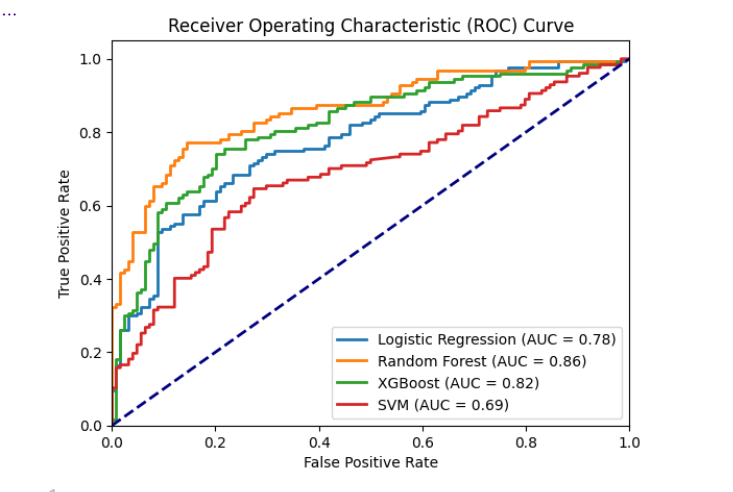 ...
Receiver Operating Characteristic (ROC) Curve
1.0
0.8
0.6
0.4
0.2
0.0
True Positive Rate
Logistic Regression (AUC = 0.78)
Random Forest (AUC = 0.86)
XGBoost (AUC = 0.82)
SVM (AUC = 0.69)
0.0 0.2 0.4 0.6 0.8 1.0
False Positive Rate